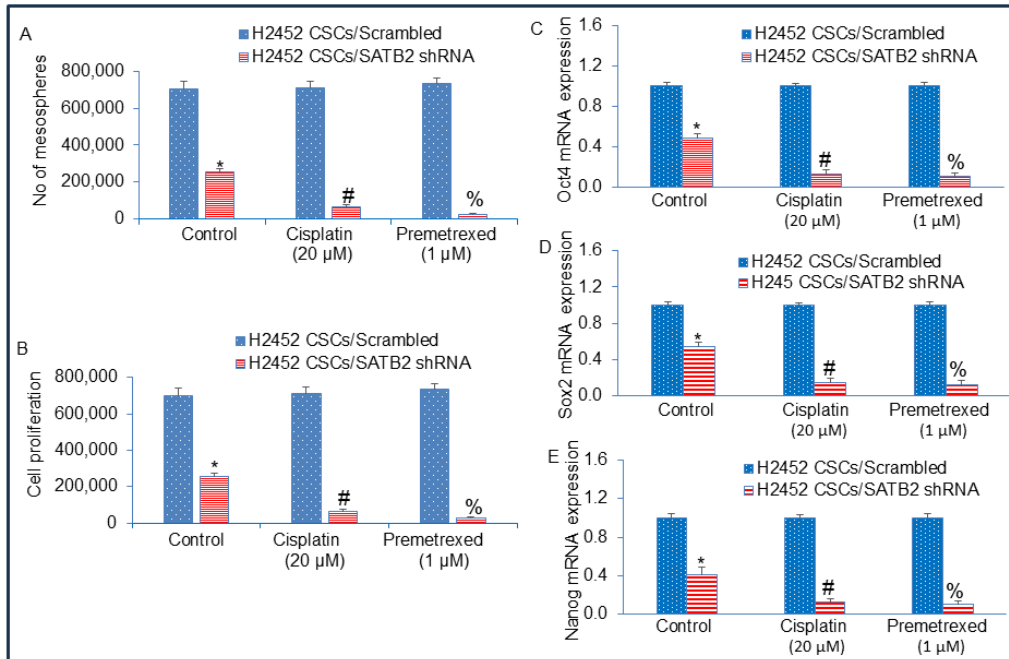 A
H2452 CSCs/Scrambled
H2452 CSCs/SATB2 shRNA
No of mesospheres
800,000
600,000
400,000
200,000
0
*
#
%
Control
Cisplatin
(20 µM)
Premetrexed
(1 µM)
B
H2452 CSCs/Scrambled
H2452 CSCs/SATB2 shRNA
Cell proliferation
800,000
600,000
400,000
200,000
0
*
#
%
Control
Cisplatin
(20 µM)
Premetrexed
(1 µM)
C
H2452 CSCs/Scrambled
H2452 CSCs/SATB2 shRNA
Oct4 mRNA expression
1.6
1.2
0.8
0.4
0.0
*
#
%
Control
Cisplatin
(20 µM)
Premetrexed
(1 µM)
D
H2452 CSCs/Scrambled
H245 CSCs/SATB2 shRNA
Sox2 mRNA expression
1.6
1.2
0.8
0.4
0.0
*
#
%
Control
Cisplatin
(20 µM)
Premetrexed
(1 µM)
E
H2452 CSCs/Scrambled
H2452 CSCs/SATB2 shRNA
Nanog mRNA expression
1.6
1.2
0.8
0.4
0.0
*
#
%
Control
Cisplatin
(20 µM)
Premetrexed
(1 µM)